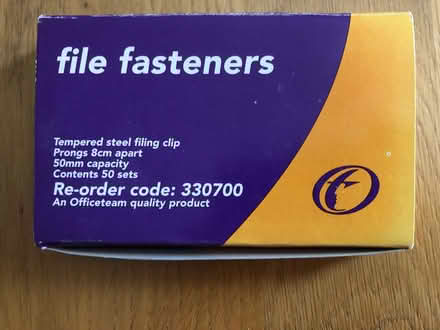 file fasteners
Tempered steel filing clip
Prongs 8cm apart
50mm capacity
Contents 50 sets
Re-order code: 330700
An Officeteam quality product